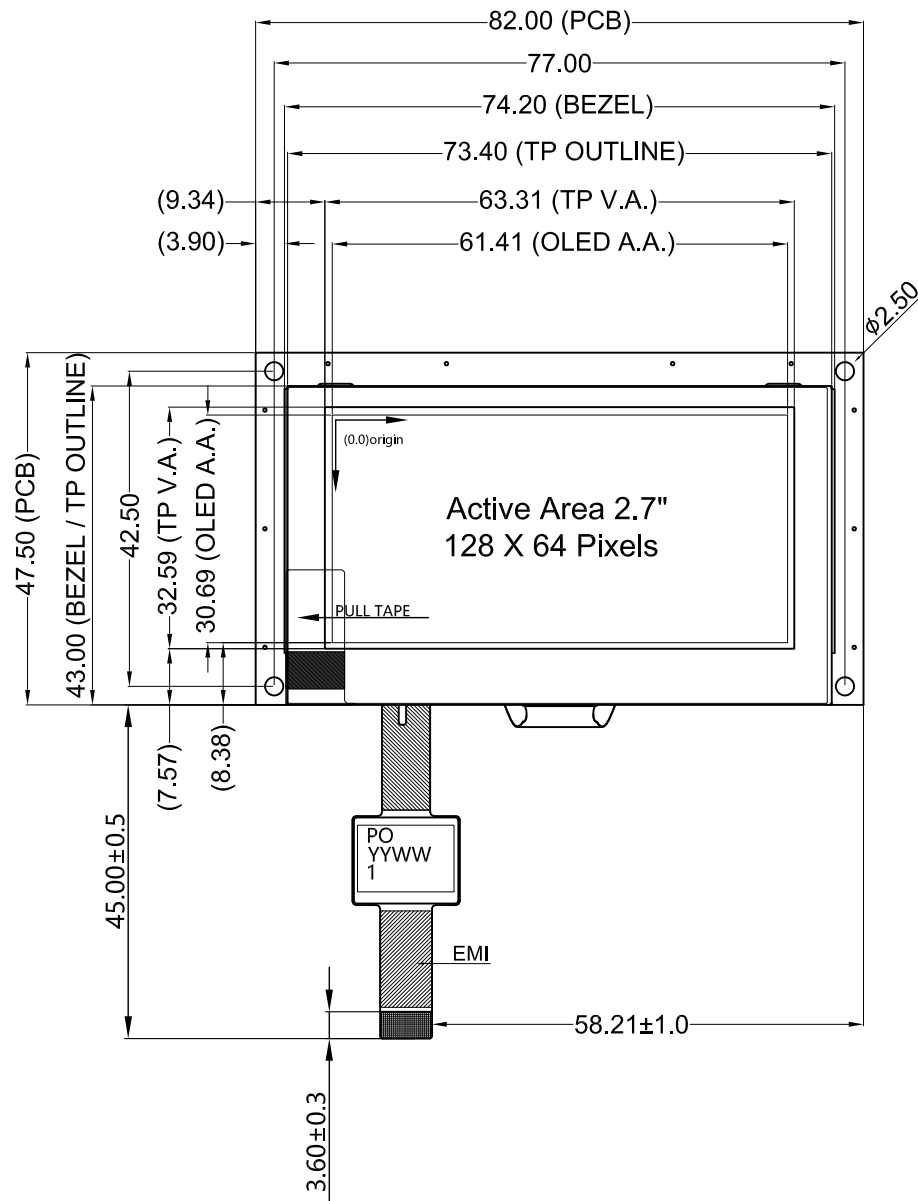 82.00 (PCB)
77.00
74.20 (BEZEL)
73.40 (TP OUTLINE)
(9.34)
63.31 (TP V.A.)
(3.90)
61.41 (OLED A.A.)
ϕ2.50
47.50 (PCB)
43.00 (BEZEL / TP OUTLINE)
42.50
32.59 (TP V.A.)
30.69 (OLED A.A.)
(0.0)origin
Active Area 2.7"
128 X 64 Pixels
PULL TAPE
(7.57)
(8.38)
45.00±0.5
PO
YYWW
1
EMI
58.21±1.0
3.60±0.3